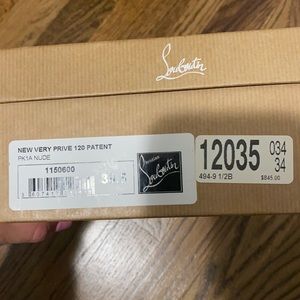 Louboutin
NEW VERY PRIVE 120 PATENT
PK1A NUDE
1150600
Louboutin
12035
034
34
494-9 1/2B
$845.00